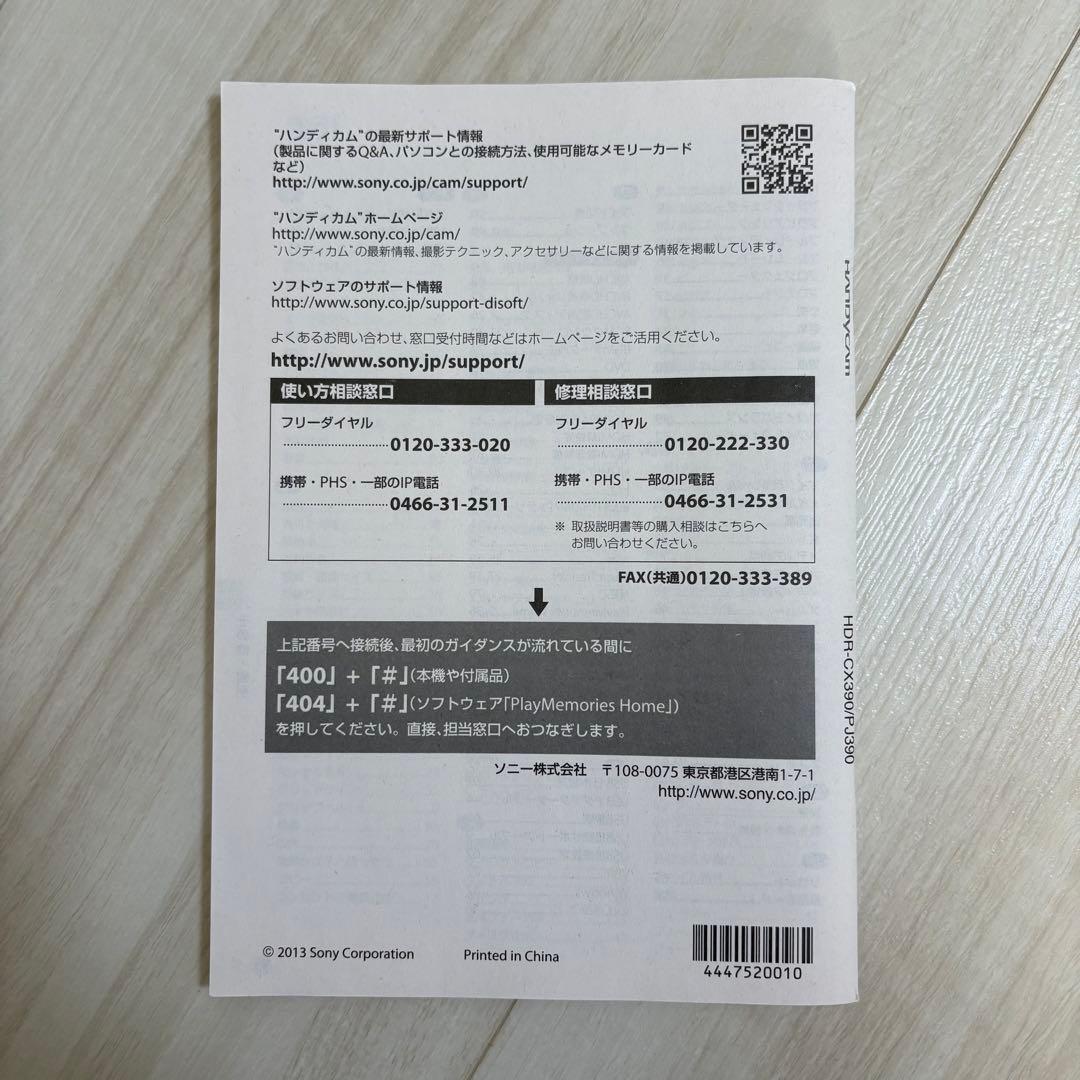 “ハンディカム”の最新サポート情報
（製品に関するQ&A、パソコンとの接続方法、使用可能なメモリーカード
など）
http://www.sony.co.jp/cam/support/
“ハンディカム”ホームページ
http://www.sony.co.jp/cam/
“ハンディカム”の最新情報、撮影テクニック、アクセサリーなどに関する情報を掲載しています。
ソフトウェアのサポート情報
http://www.sony.co.jp/support-disoft/
よくあるお問い合わせ、窓口受付時間などはホームページをご活用ください。
http://www.sony.jp/support/
使い方相談窓口
フリーダイヤル
0120-333-020
携帯・PHS・一部のIP電話
0466-31-2511
修理相談窓口
フリーダイヤル
0120-222-330
携帯・PHS・一部のIP電話
0466-31-2531
※ 取扱説明書等の購入相談はこちらへ
お問い合わせください。
FAX（共通）0120-333-389
上記番号へ接続後、最初のガイダンスが流れている間に
「400」+「#」（本機や付属品）
「404」+「#」（ソフトウェア「PlayMemories Home」）
を押してください。直接、担当窓口へおつなぎします。
ソニー株式会社 〒108-0075 東京都港区港南1-7-1
http://www.sony.co.jp/
© 2013 Sony Corporation
Printed in China
4447520010
HANDYCAM
HDR-CX390/PJ390